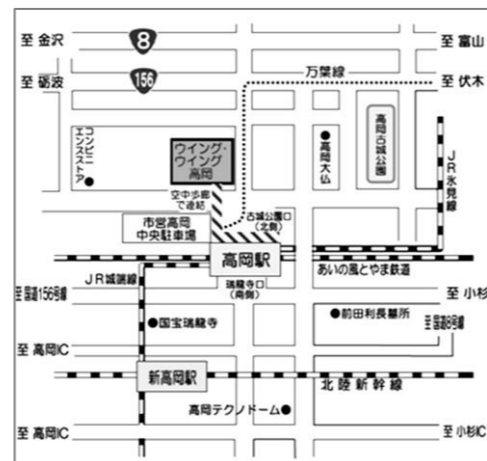 至 金沢
8
至 富山
至 砺波
156
万葉線
至 伏木
コンビニ
エンスストア
ウイング・
ウイング
高岡
高岡大仏
高岡古城公園
JR氷見線
空中歩廊
で連結
市営高岡
中央駐車場
古城公園口
(北側)
高岡駅
あいの風とやま鉄道
JR城端線
瑞龍寺口
(南側)
至 国道156号線
至 小杉
国宝瑞龍寺
前田利長墓所
至 国道8号線
至 高岡IC
新高岡駅
北陸新幹線
高岡テクノドーム
至 高岡IC
至 小杉IC